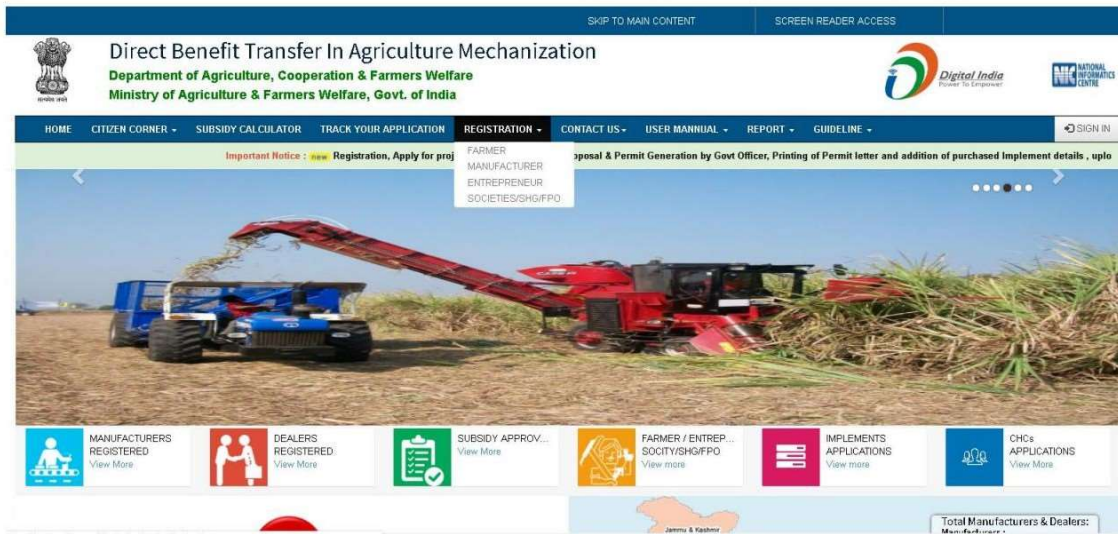 SKIP TO MAIN CONTENT SCREEN READER ACCESS
Direct Benefit Transfer In Agriculture Mechanization
Department of Agriculture, Cooperation & Farmers Welfare
Ministry of Agriculture & Farmers Welfare, Govt. of India
सत्यमेव जयते
Digital India
Power To Empower
NIC NATIONAL
INFORMATICS
CENTRE
HOME CITIZEN CORNER SUBSIDY CALCULATOR TRACK YOUR APPLICATION REGISTRATION CONTACT US USER MANNUAL REPORT GUIDELINE SIGN IN
Important Notice : new Registration, Apply for proj oposal & Permit Generation by Govt Officer, Printing of Permit letter and addition of purchased Implement details , uplo
FARMER
MANUFACTURER
ENTREPRENEUR
SOCIETIES/SHG/FPO
MANUFACTURERS
REGISTERED
View More
DEALERS
REGISTERED
View More
SUBSIDY APPROV...
View More
FARMER / ENTREP...
SOCITY/SHG/FPO
View more
IMPLEMENTS
APPLICATIONS
View more
CHCs
APPLICATIONS
View More
Jammu & Kashmir
Total Manufacturers & Dealers:
Manufacturers :